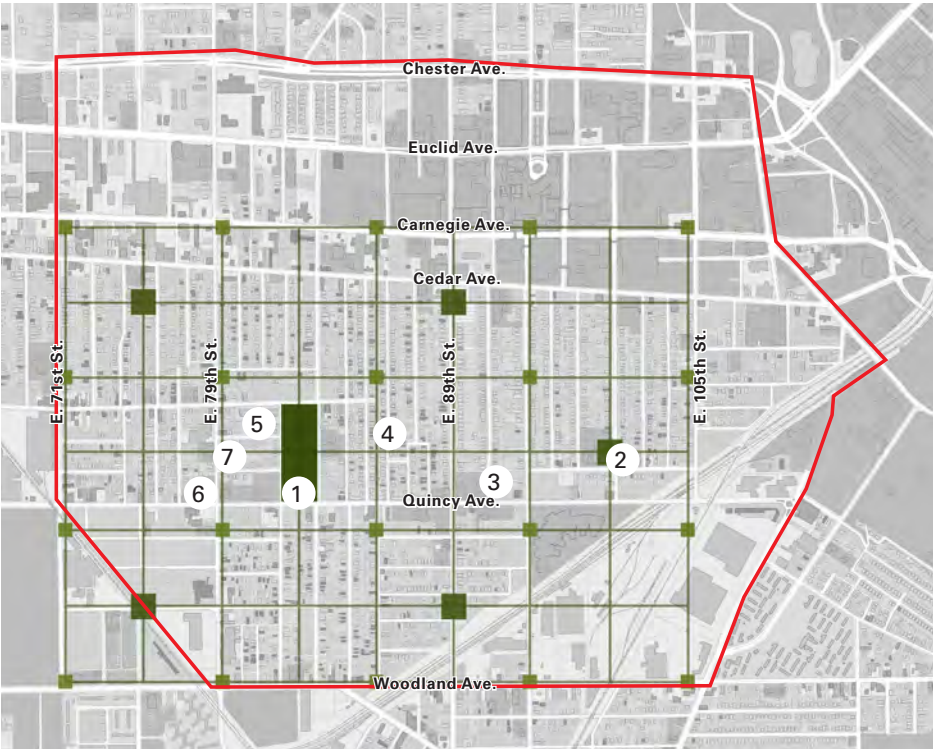 Chester Ave.
Euclid Ave.
Carnegie Ave.
Cedar Ave.
E. 71st St.
E. 79th St.
E. 89th St.
E. 105th St.
5
4
7
2
6
1
3
Quincy Ave.
Woodland Ave.